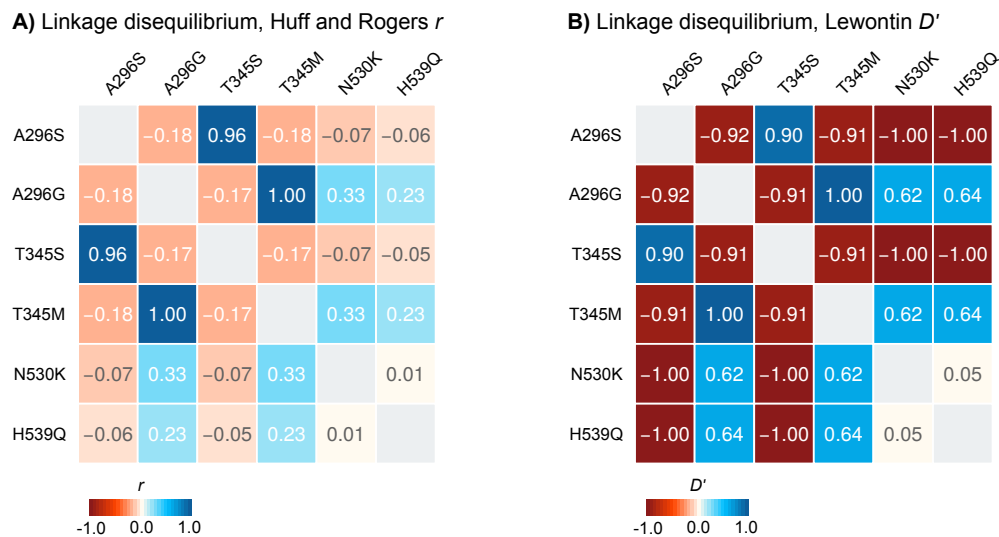 A) Linkage disequilibrium, Huff and Rogers r
A296S A296G T345S T345M N530K H539Q
A296S −0.18 0.96 −0.18 −0.07 −0.06
A296G −0.18 −0.17 1.00 0.33 0.23
T345S 0.96 −0.17 −0.17 −0.07 −0.05
T345M −0.18 1.00 −0.17 0.33 0.23
N530K −0.07 0.33 −0.07 0.33 0.01
H539Q −0.06 0.23 −0.05 0.23 0.01
r
-1.0 0.0 1.0
B) Linkage disequilibrium, Lewontin D'
A296S A296G T345S T345M N530K H539Q
A296S −0.92 0.90 −0.91 −1.00 −1.00
A296G −0.92 −0.91 1.00 0.62 0.64
T345S 0.90 −0.91 −0.91 −1.00 −1.00
T345M −0.91 1.00 −0.91 0.62 0.64
N530K −1.00 0.62 −1.00 0.62 0.05
H539Q −1.00 0.64 −1.00 0.64 0.05
D'
-1.0 0.0 1.0